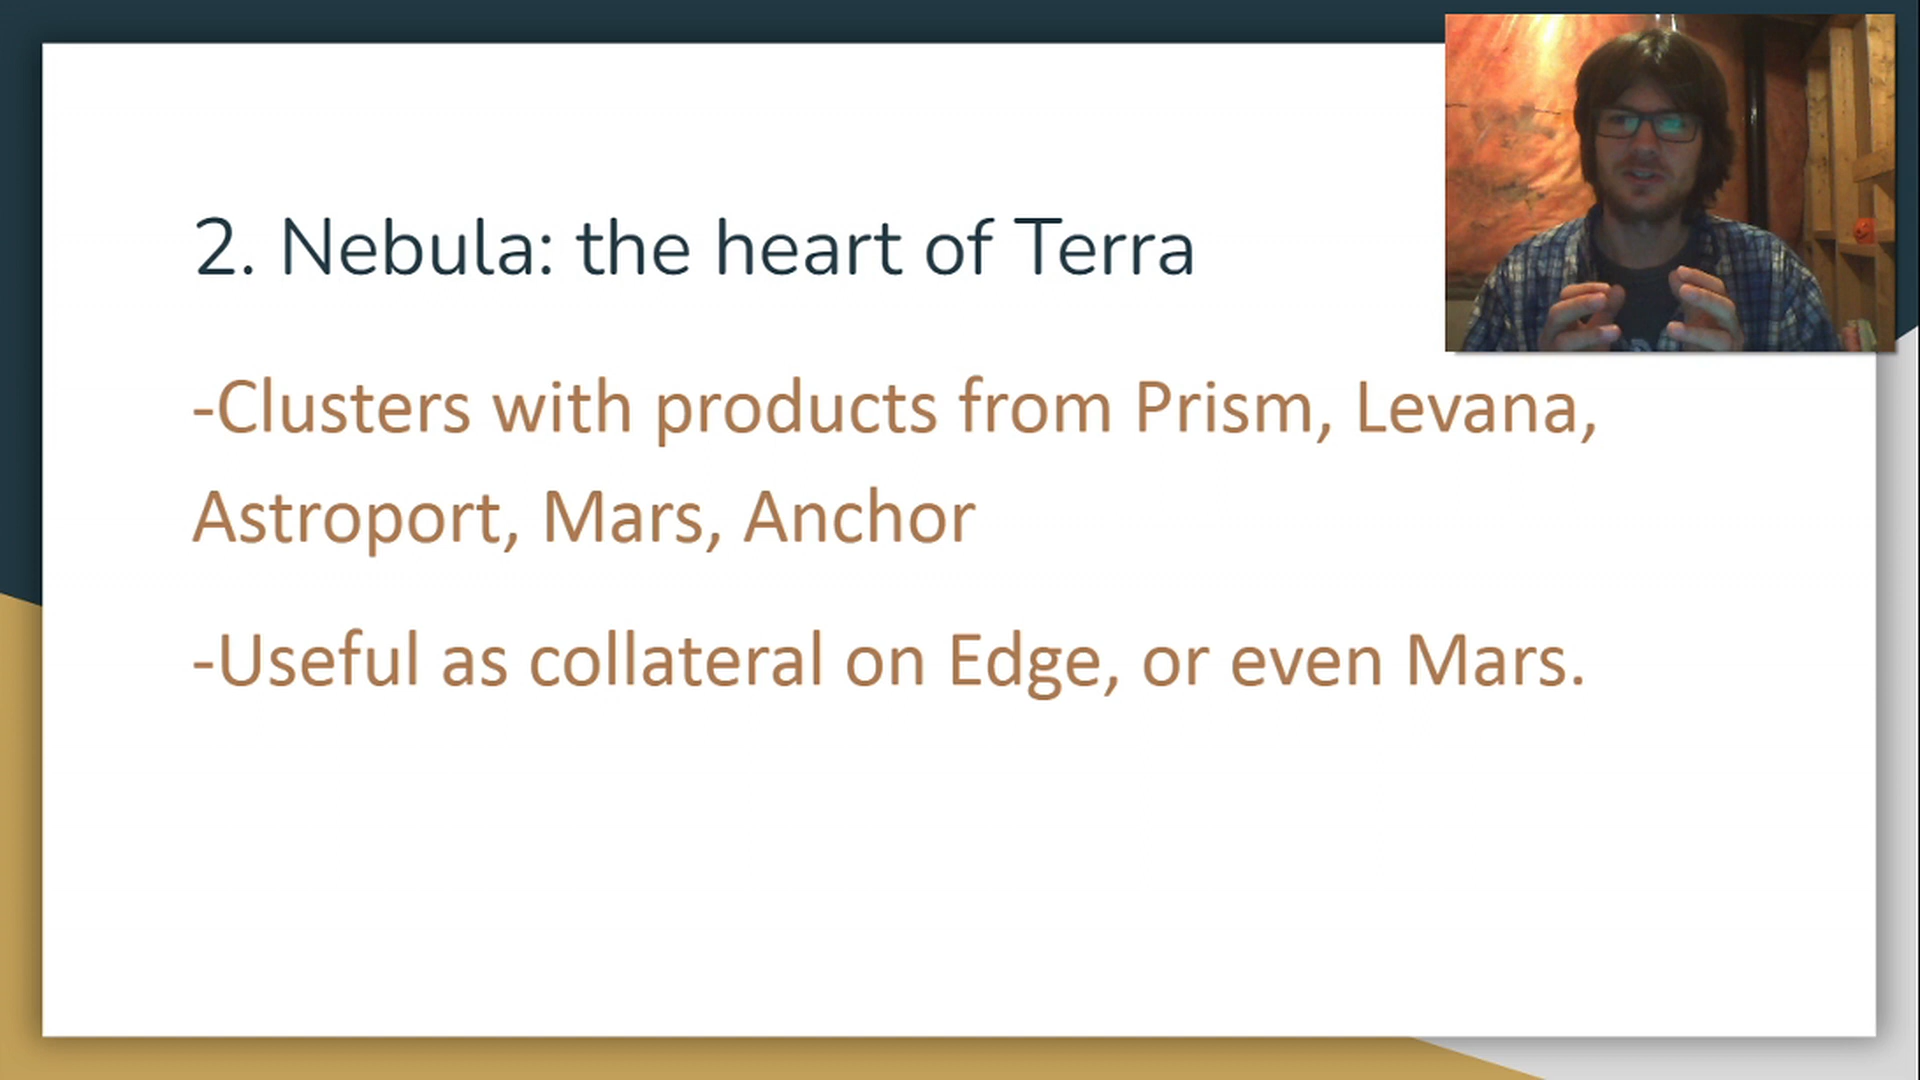 2. Nebula: the heart of Terra
-Clusters with products from Prism, Levana,
Astroport, Mars, Anchor
-Useful as collateral on Edge, or even Mars.